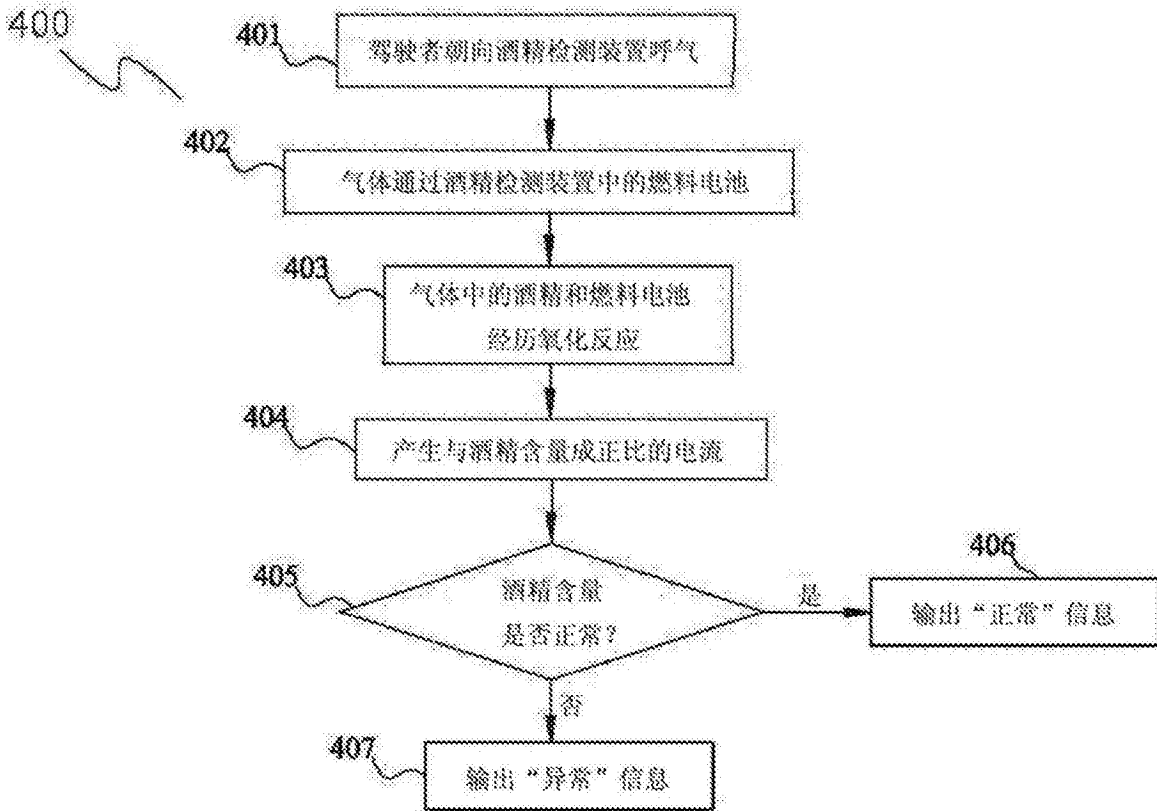 400
401
驾驶者朝向酒精检测装置呼气
402
气体通过酒精检测装置中的燃料电池
403
气体中的酒精和燃料电池
经历氧化反应
404
产生与酒精含量成正比的电流
405
酒精含量
是否正常?
是
406
输出“正常”信息
否
407
输出“异常”信息